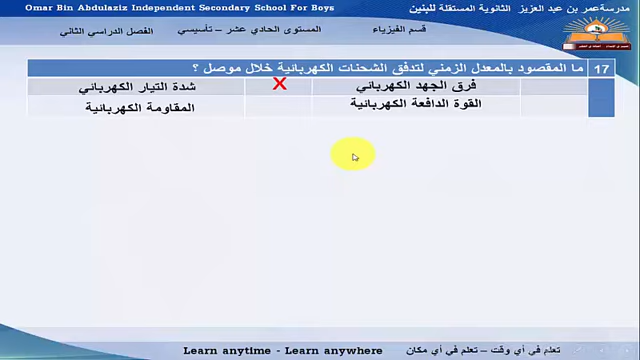 Omar Bin Abdulaziz Independent Secondary School For Boys
مدرسةعمر بن عبد العزيز الثانوية المستقلة للبنين
قسم الفيزياء
المستوى الحادي عشر – تأسيسي
الفصل الدراسي الثاني
17 ما المقصود بالمعدل الزمني لتدفق الشحنات الكهربائية خلال موصل ؟
فرق الجهد الكهربائي X شدة التيار الكهربائي
القوة الدافعة الكهربائية المقاومة الكهربائية
Learn anytime - Learn anywhere
تعلم في أي وقت – تعلم في أي مكان